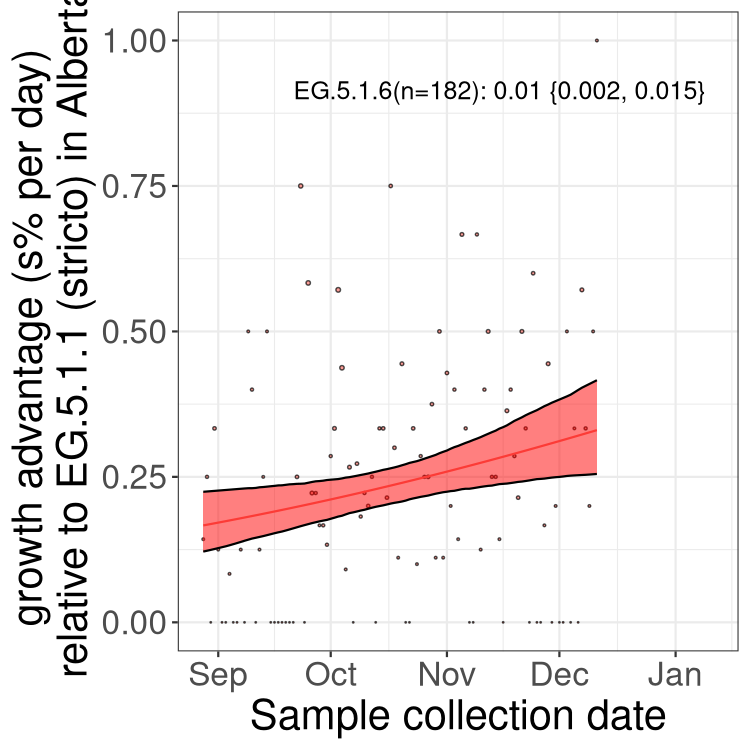 growth advantage (s% per day)
relative to EG.5.1.1 (stricto) in Alberta
1.00
0.75
0.50
0.25
0.00
EG.5.1.6(n=182): 0.01 {0.002, 0.015}
Sep Oct Nov Dec Jan
Sample collection date